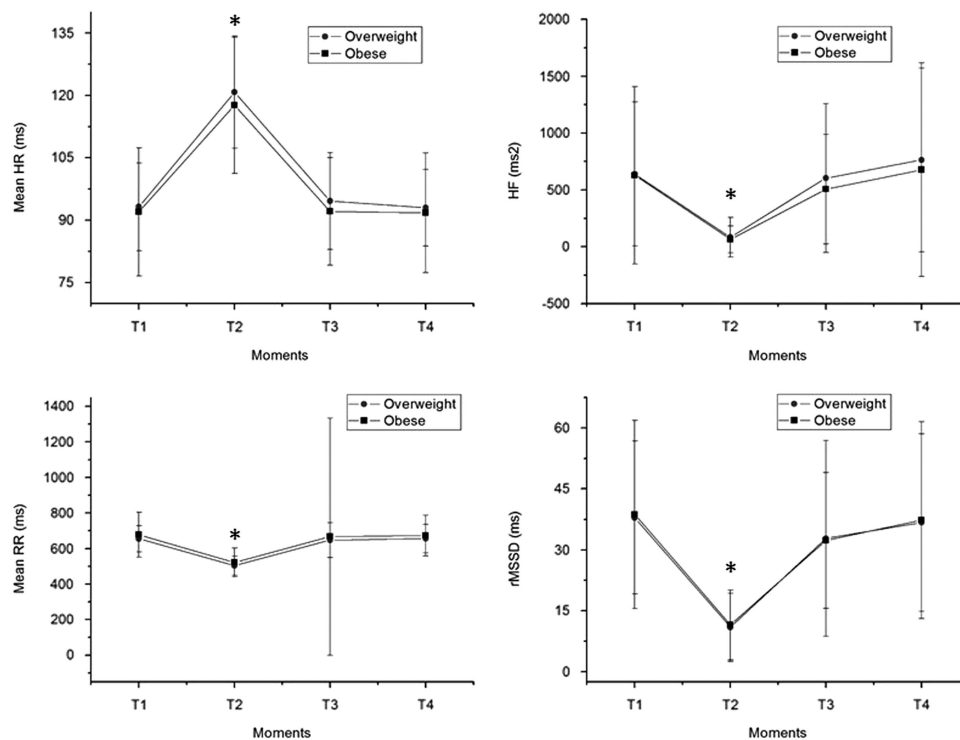 *
Overweight
Obese
135
120
105
90
75
Mean HR (ms)
T1 T2 T3 T4
Moments
Overweight
Obese
2000
1500
1000
500
0
-500
HF (ms2)
*
T1 T2 T3 T4
Moments
Overweight
Obese
1400
1200
1000
800
600
400
200
0
Mean RR (ms)
*
T1 T2 T3 T4
Moments
Overweight
Obese
60
45
30
15
0
rMSSD (ms)
*
T1 T2 T3 T4
Moments